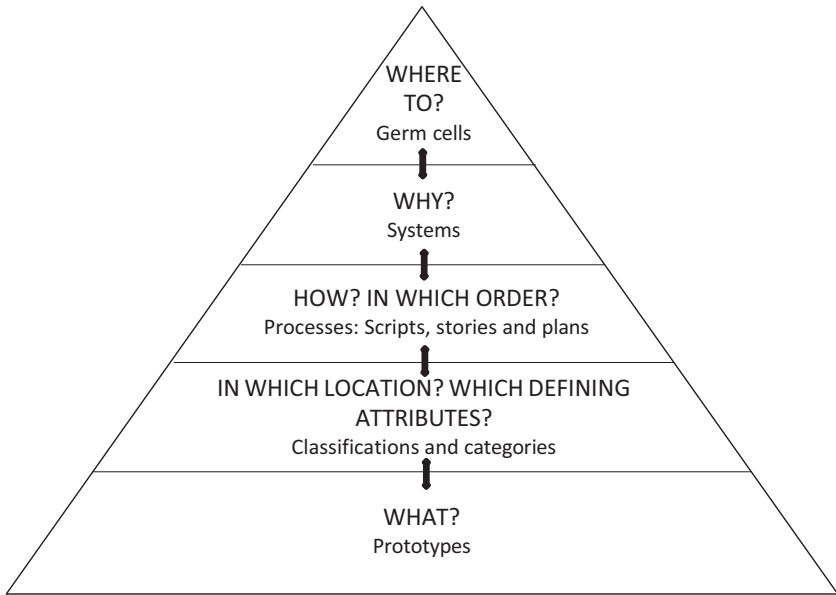 WHERE
TO?
Germ cells
WHY?
Systems
HOW? IN WHICH ORDER?
Processes: Scripts, stories and plans
IN WHICH LOCATION? WHICH DEFINING
ATTRIBUTES?
Classifications and categories
WHAT?
Prototypes